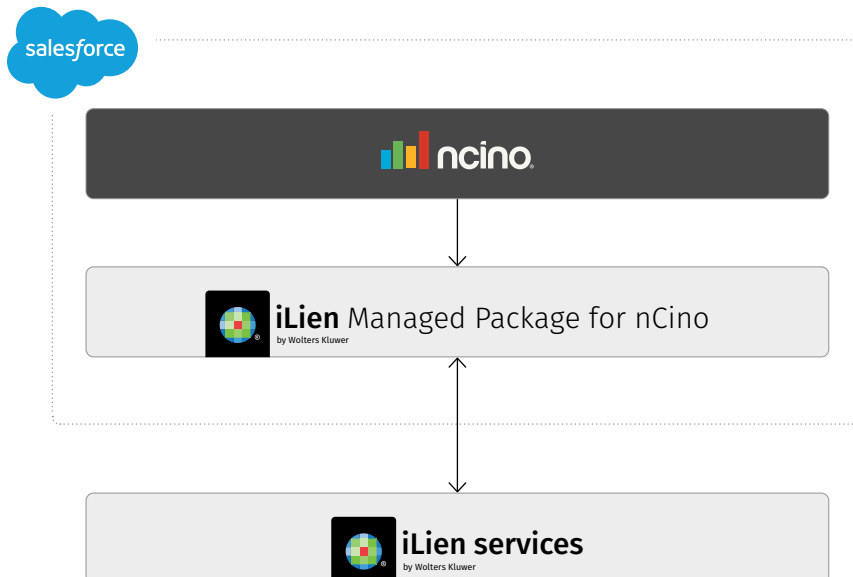 salesforce
ncino®
iLien Managed Package for nCino
by Wolters Kluwer
®
iLien services
by Wolters Kluwer
®